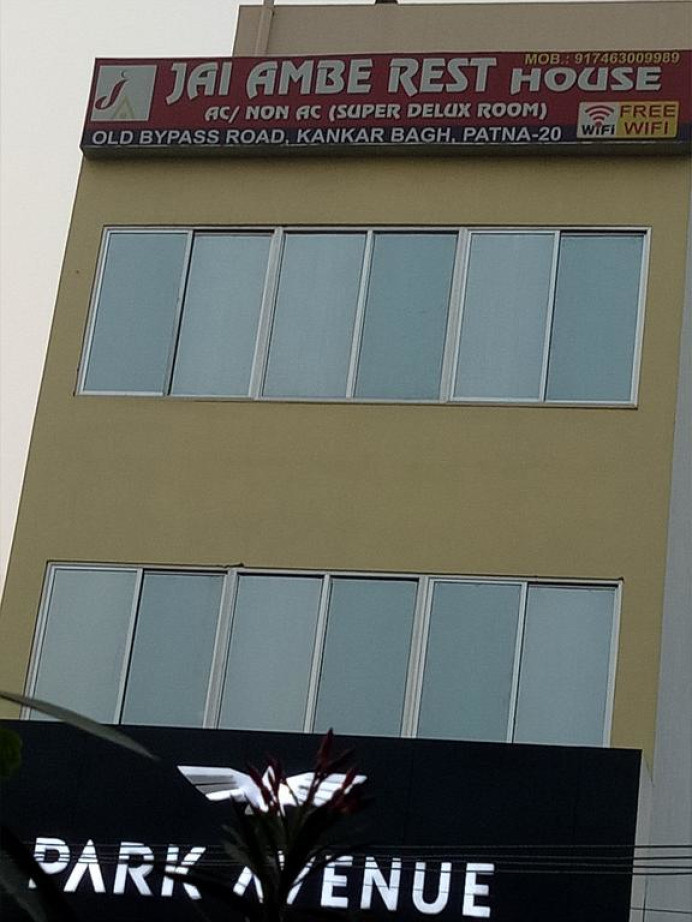 MOB.: 917463009989
JAI AMBE REST HOUSE
AC/ NON AC (SUPER DELUX ROOM)
WiFi FREE WIFI
OLD BYPASS ROAD, KANKAR BAGH, PATNA-20
PARK AVENUE